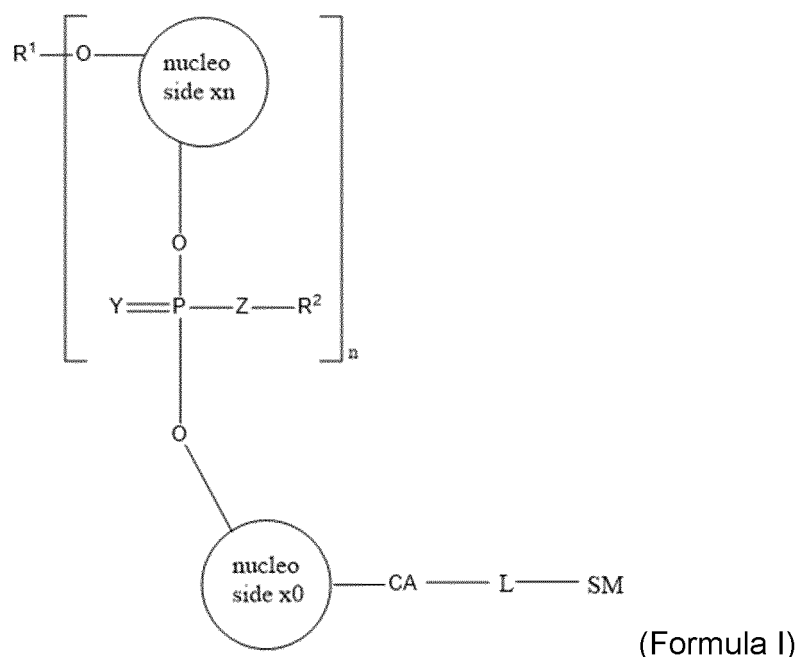 R¹ O nucleo
side xn
O
Y P Z R²
n
O
nucleo
side x0 CA L SM
(Formula I)